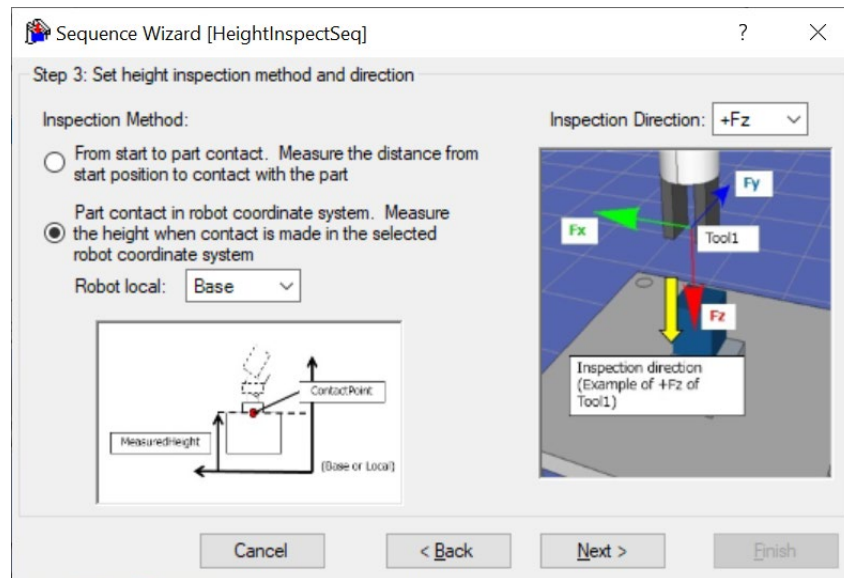 Sequence Wizard [HeightInspectSeq]
?
Step 3: Set height inspection method and direction
Inspection Method:
From start to part contact. Measure the distance from
start position to contact with the part
Part contact in robot coordinate system. Measure
the height when contact is made in the selected
robot coordinate system
Robot local: Base
ContactPoint
MeasuredHeight
(Base or Local)
Inspection Direction: +Fz
Fy
Fx
Tool1
Fz
Inspection direction
(Example of +Fz of
Tool1)
Cancel
< Back
Next >
Finish